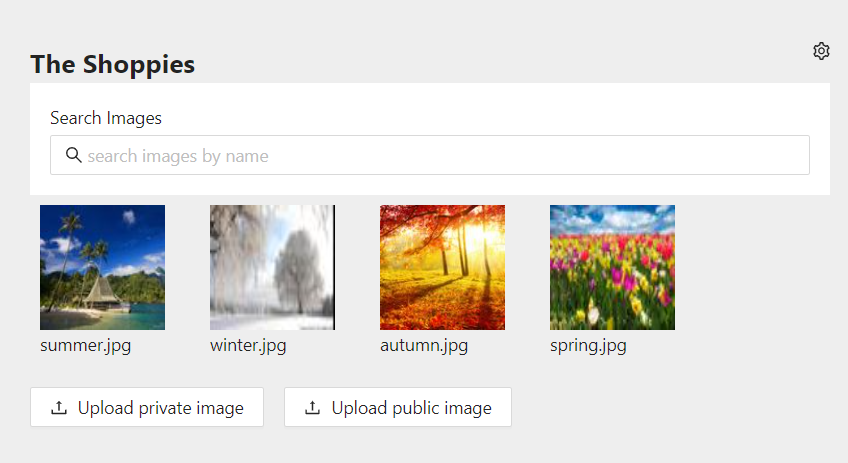 The Shoppies
Search Images
search images by name
summer.jpg
winter.jpg
autumn.jpg
spring.jpg
Upload private image
Upload public image